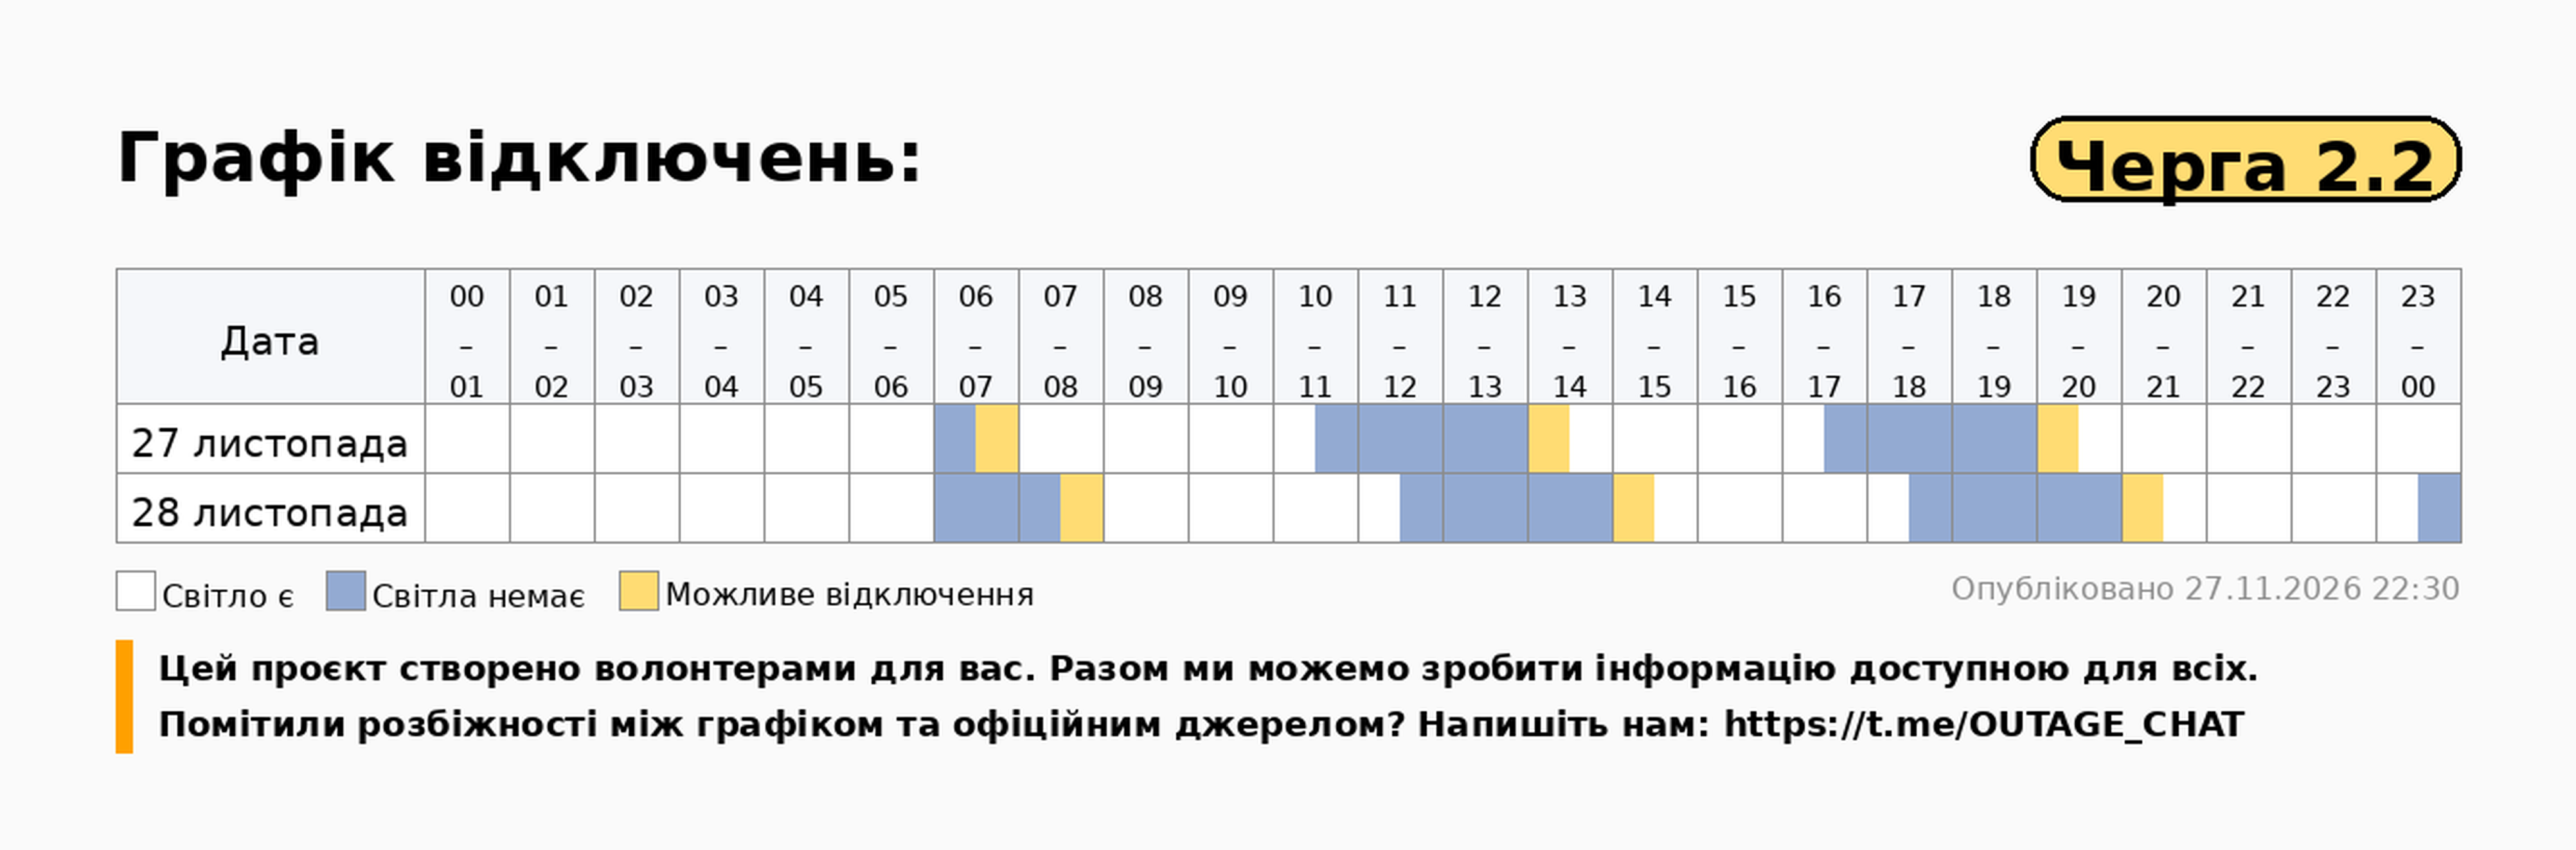 Графік відключень:
Черга 2.2
Дата
00 – 01
01 – 02
02 – 03
03 – 04
04 – 05
05 – 06
06 – 07
07 – 08
08 – 09
09 – 10
10 – 11
11 – 12
12 – 13
13 – 14
14 – 15
15 – 16
16 – 17
17 – 18
18 – 19
19 – 20
20 – 21
21 – 22
22 – 23
23 – 00
27 листопада
28 листопада
Світло є
Світла немає
Можливе відключення
Опубліковано 27.11.2026 22:30
Цей проєкт створено волонтерами для вас. Разом ми можемо зробити інформацію доступною для всіх.
Помітили розбіжності між графіком та офіційним джерелом? Напишіть нам: https://t.me/OUTAGE_CHAT